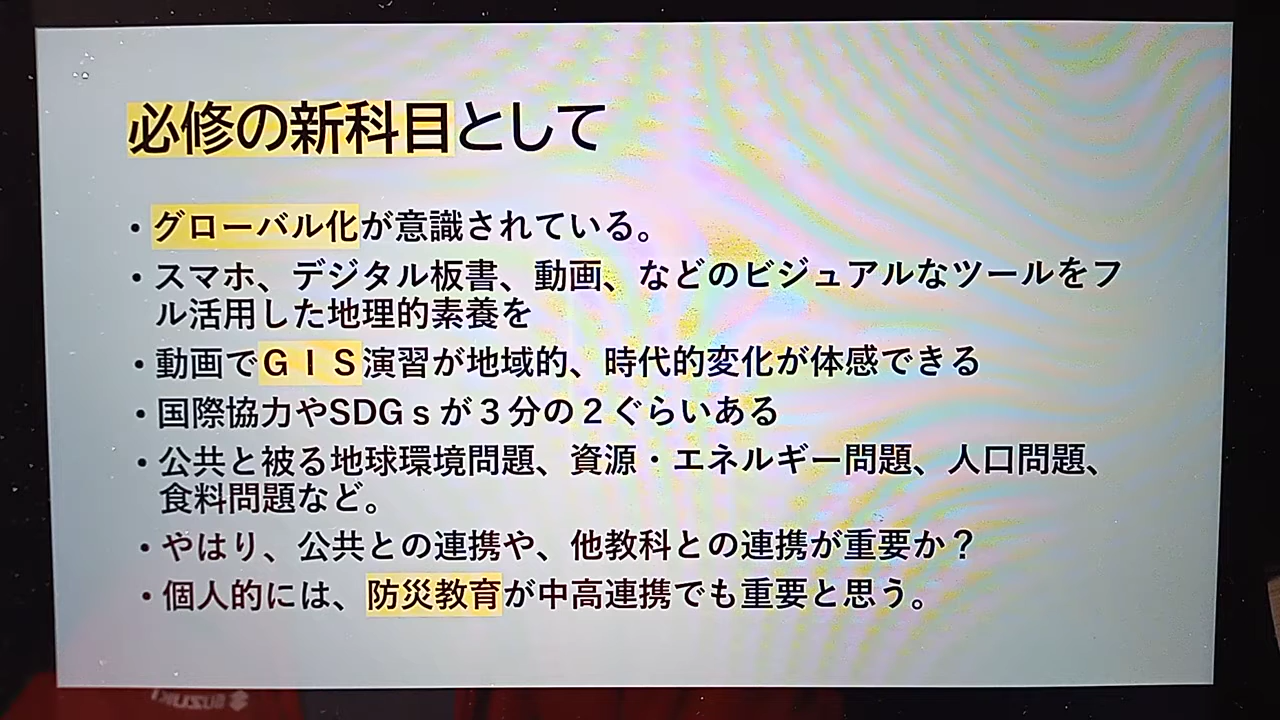 必修の新科目として
・グローバル化が意識されている。
・スマホ、デジタル板書、動画、などのビジュアルなツールをフ
ル活用した地理的素養を
・動画でＧＩＳ演習が地域的、時代的変化が体感できる
・国際協力やSDGｓが３分の２ぐらいある
・公共と被る地球環境問題、資源・エネルギー問題、人口問題、
食料問題など。
・やはり、公共との連携や、他教科との連携が重要か？
・個人的には、防災教育が中高連携でも重要と思う。
SUZUKI